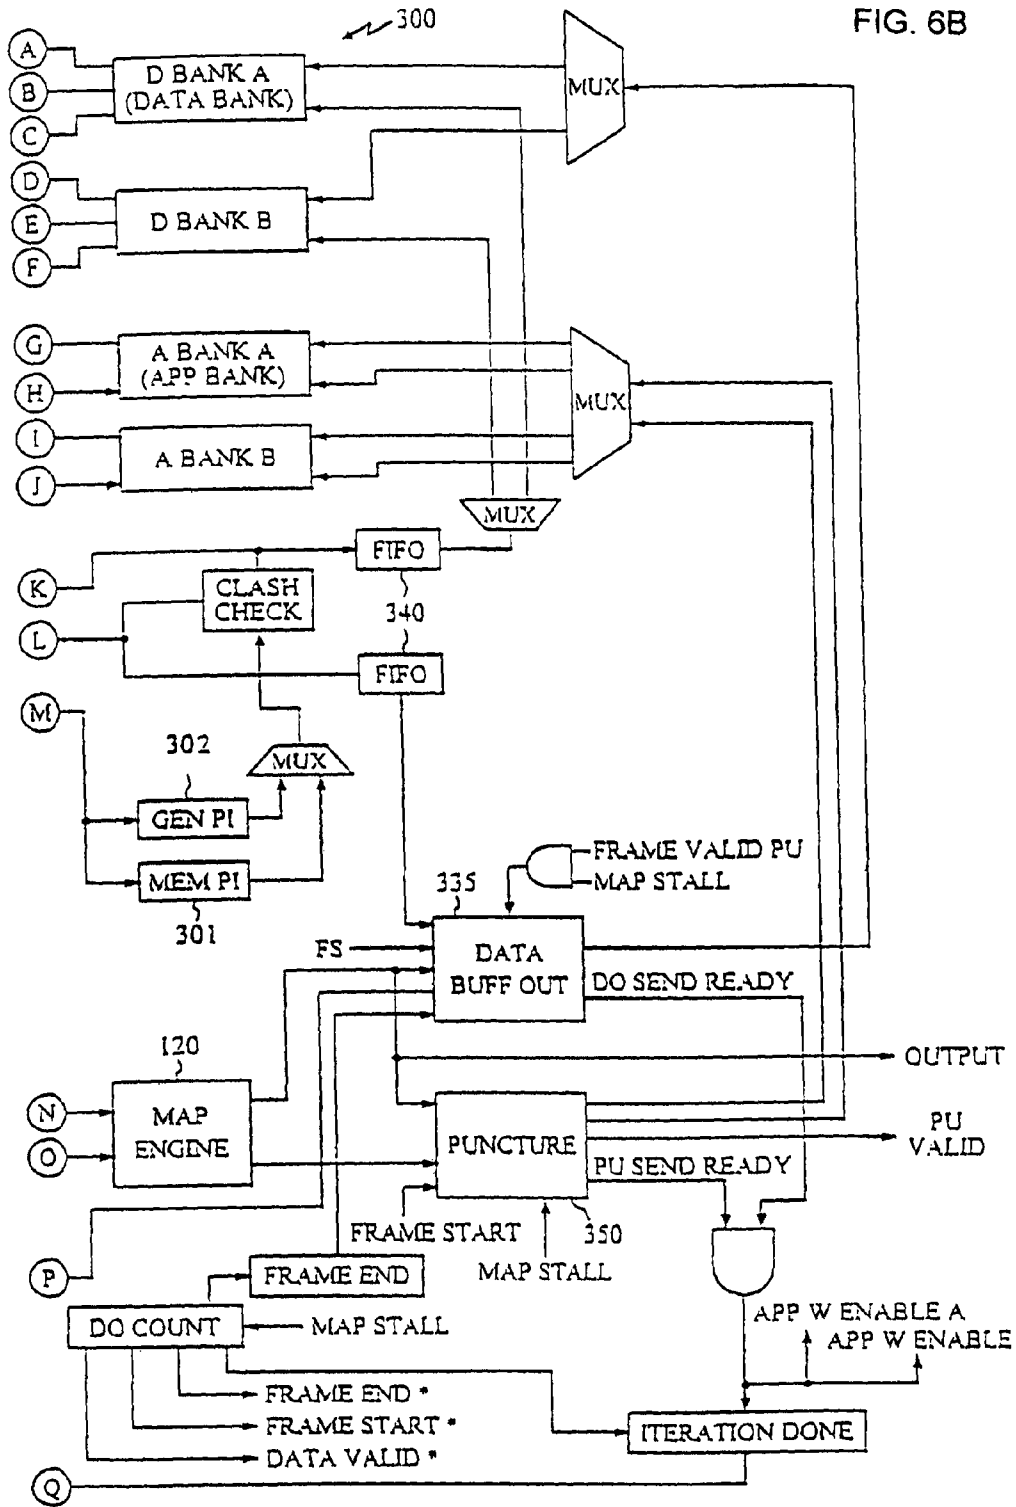 300
FIG. 6B
A
B
C
D BANK A
(DATA BANK)
MUX
D
E
F
D BANK B
G
H
A BANK A
(APP BANK)
MUX
I
J
A BANK B
MUX
K
FIFO
CLASH
CHECK
340
L
FIFO
M
302
MUX
GEN PI
MEM PI
301
FRAME VALID PU
MAP STALL
335
FS
DATA
BUFF OUT
DO SEND READY
120
OUTPUT
N
O
MAP
ENGINE
PUNCTURE
PU
VALID
PU SEND READY
FRAME START
350
MAP STALL
P
FRAME END
DO COUNT
MAP STALL
APP W ENABLE A
APP W ENABLE
FRAME END *
FRAME START *
DATA VALID *
ITERATION DONE
Q